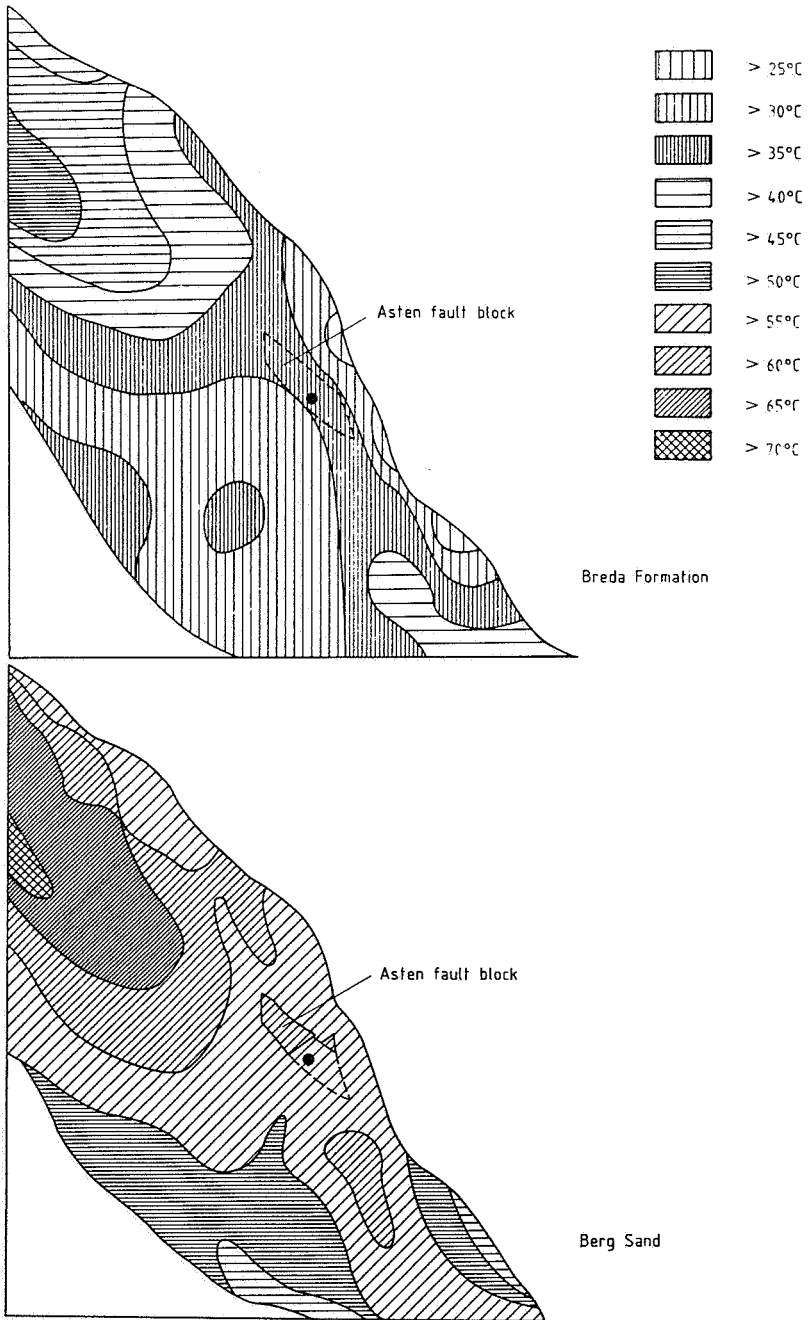 > 25°C
> 30°C
> 35°C
> 40°C
> 45°C
> 50°C
> 55°C
> 60°C
> 65°C
> 70°C
Asten fault block
Breda Formation
Asten fault block
Berg Sand